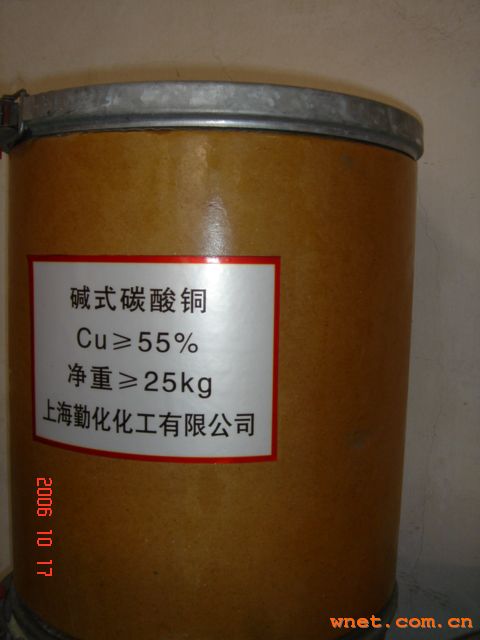 碱式碳酸铜
Cu≥55%
净重≥25kg
上海勤化化工有限公司
2006 10 17
wnet.com.cn